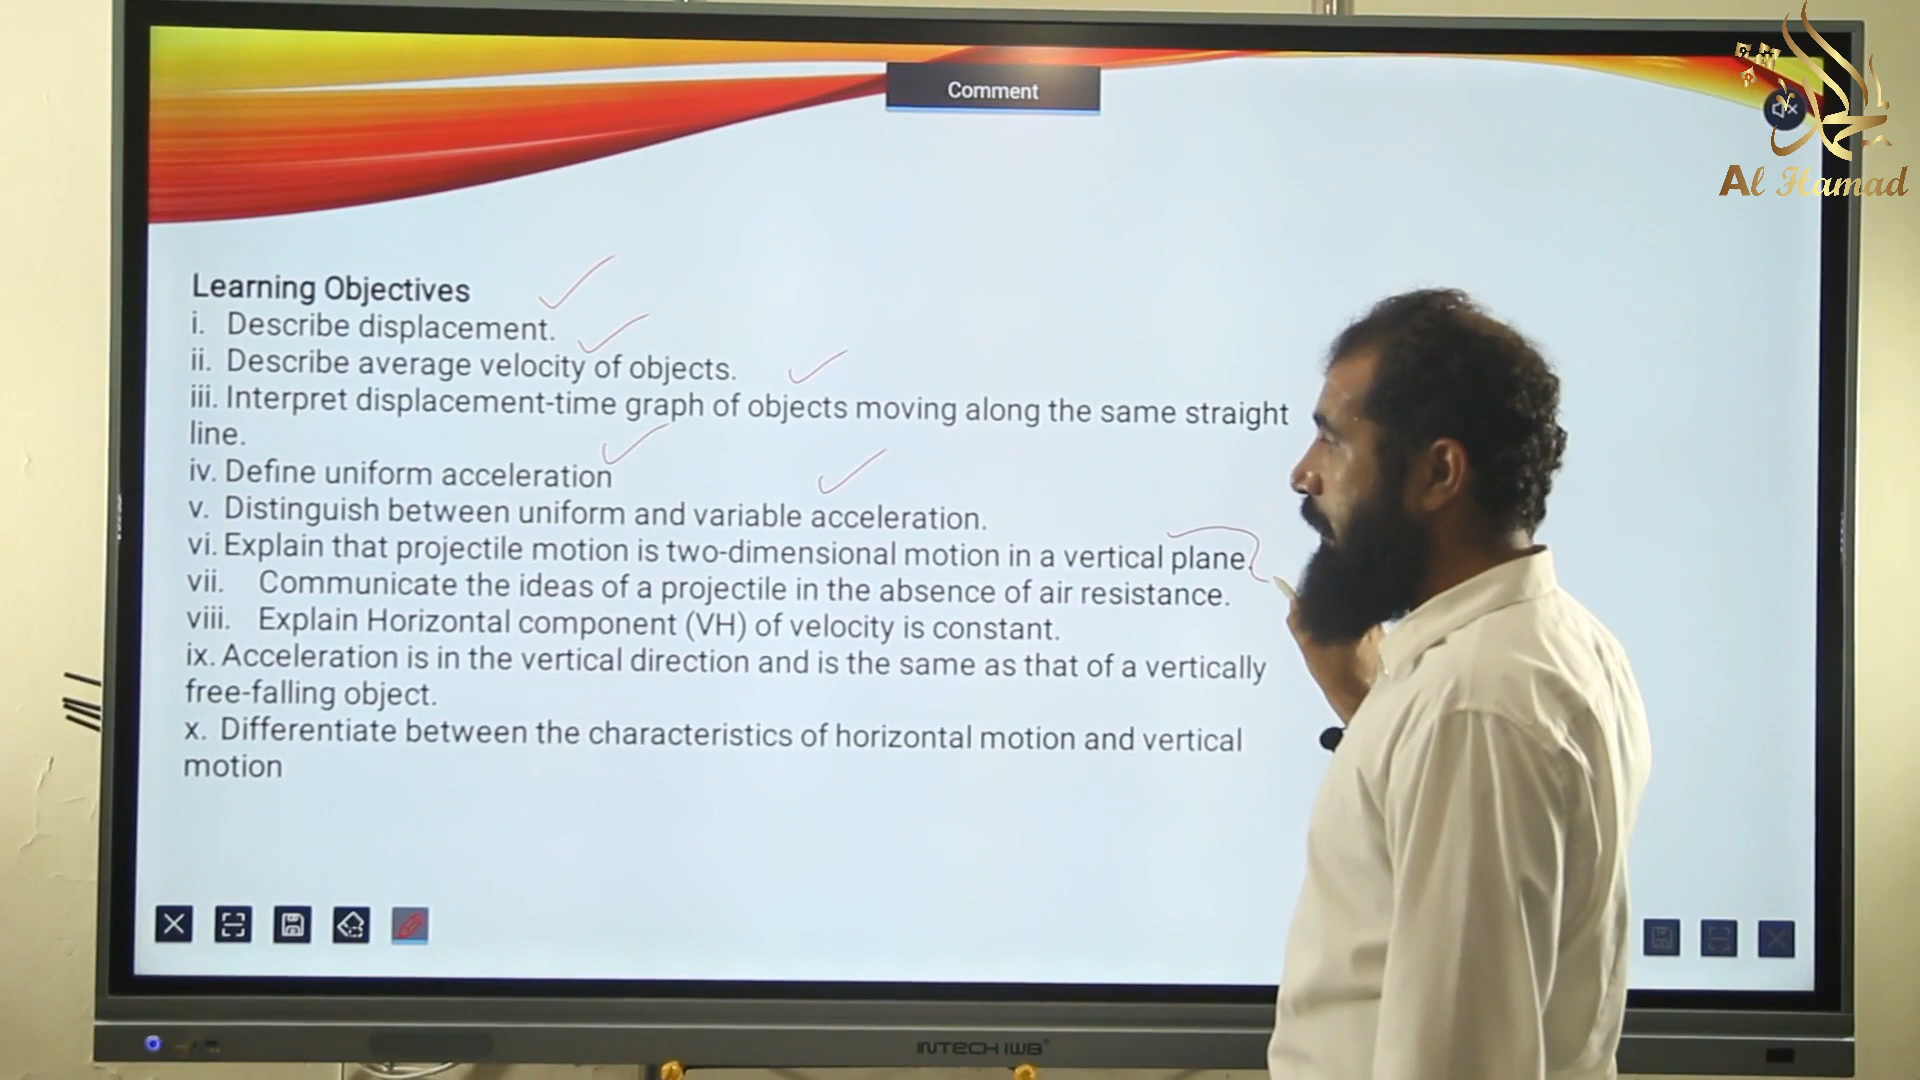 Comment
Al Hamad
Learning Objectives
i. Describe displacement.
ii. Describe average velocity of objects.
iii. Interpret displacement-time graph of objects moving along the same straight
line.
iv. Define uniform acceleration
v. Distinguish between uniform and variable acceleration.
vi. Explain that projectile motion is two-dimensional motion in a vertical plane.
vii. Communicate the ideas of a projectile in the absence of air resistance.
viii. Explain Horizontal component (VH) of velocity is constant.
ix. Acceleration is in the vertical direction and is the same as that of a vertically
free-falling object.
x. Differentiate between the characteristics of horizontal motion and vertical
motion
INTECH IWB